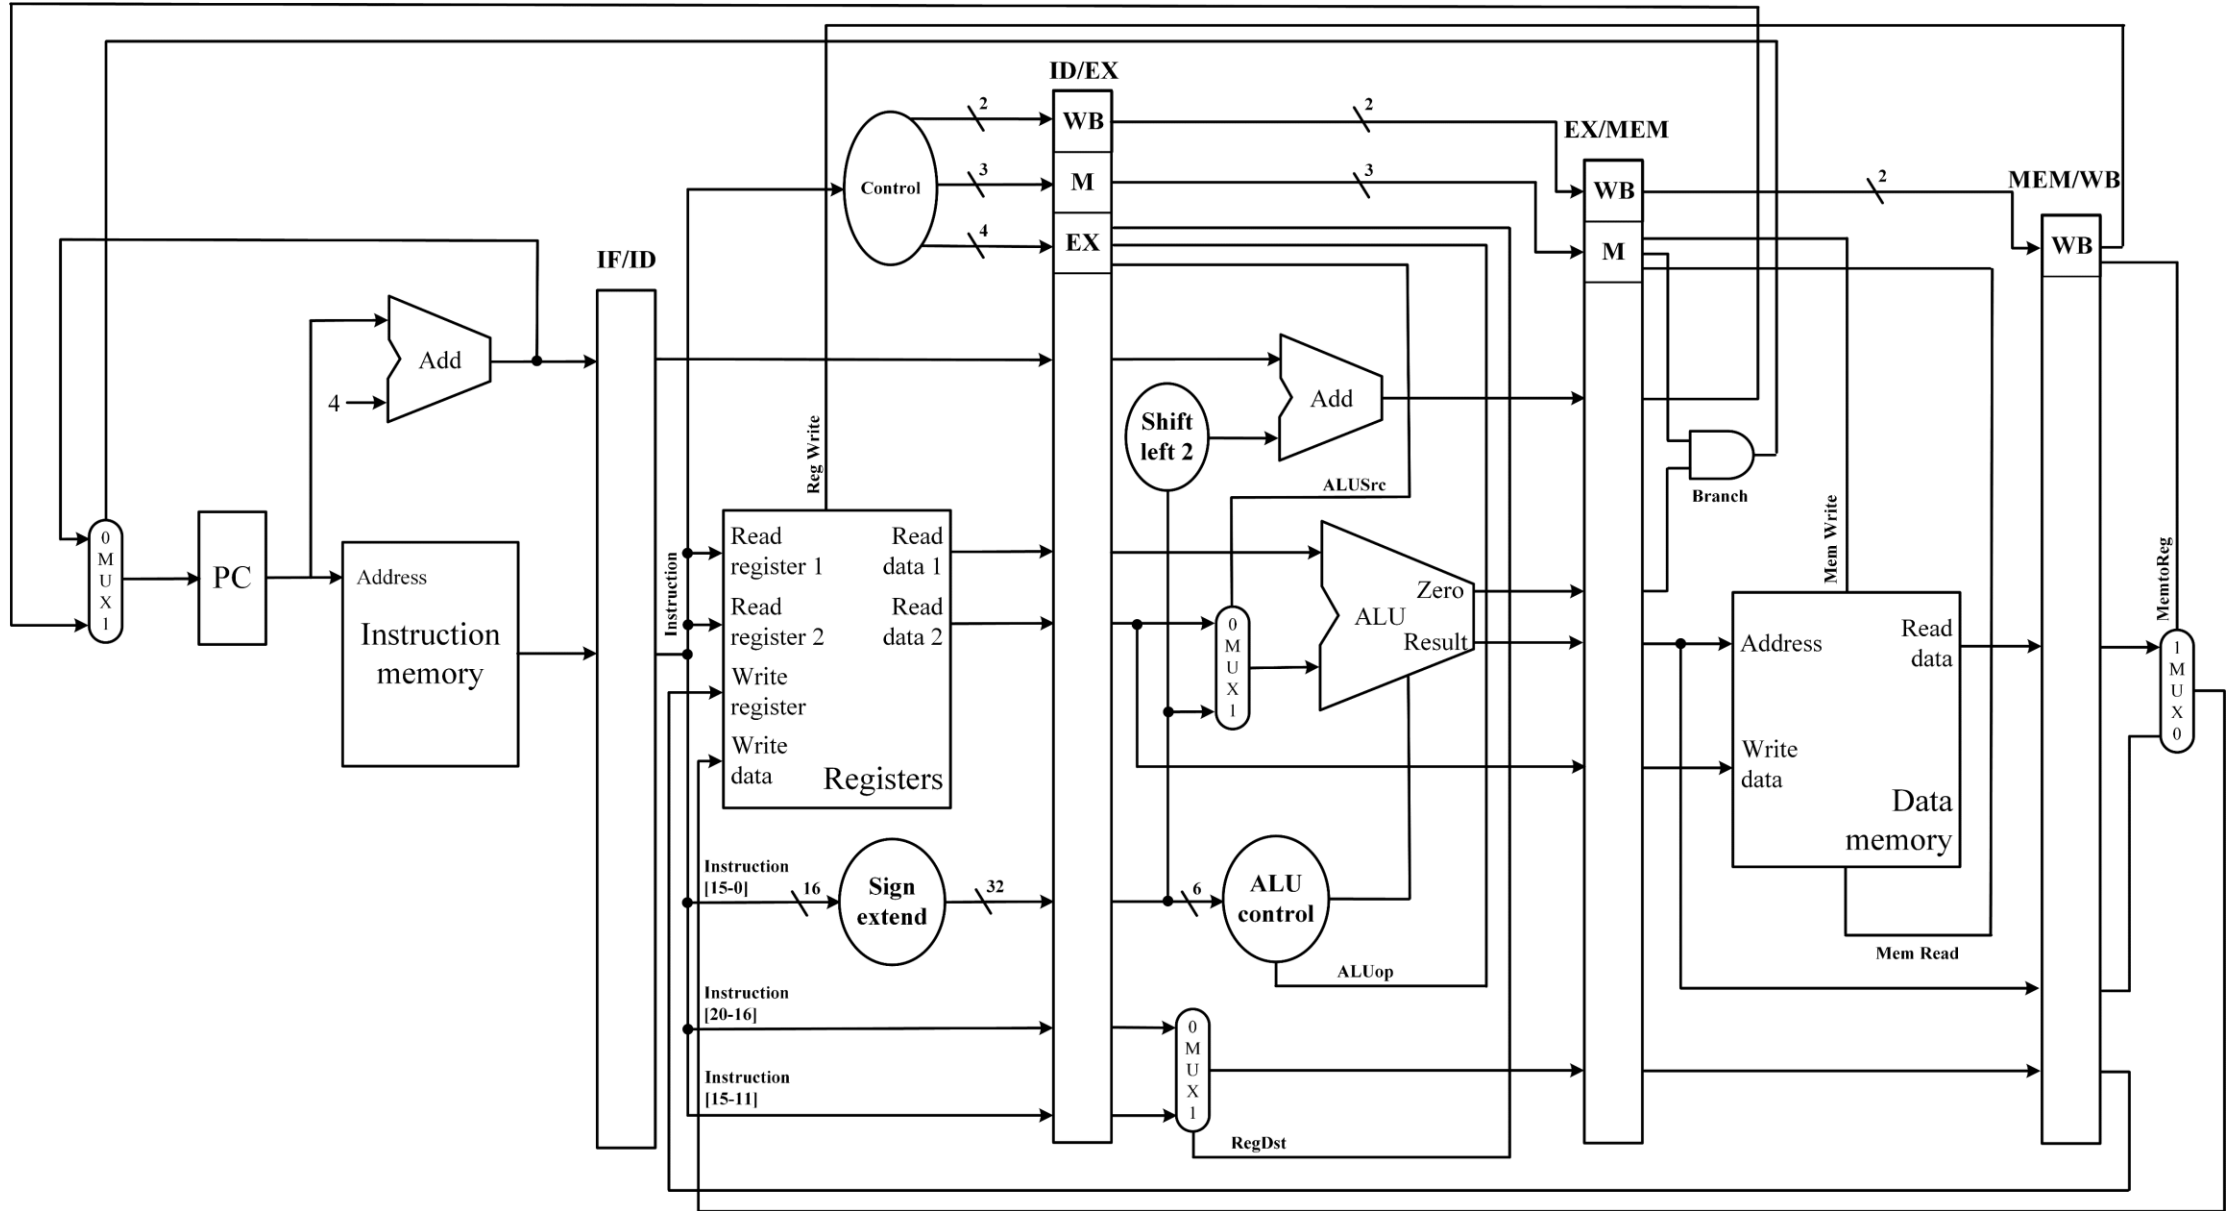 ID/EX
EX/MEM
MEM/WB
IF/ID
2
3
4
2
3
2
Control
WB
M
EX
WB
M
WB
Add
4
Add
Shift
left 2
Reg Write
ALUSrc
Branch
Mem Write
MemtoReg
0
M
U
X
1
PC
Address
Instruction
memory
Instruction
Read
register 1
Read
register 2
Write
register
Write
data
Read
data 1
Read
data 2
Registers
0
M
U
X
1
Zero
ALU
Result
Address
Read
data
Write
data
Data
memory
1
M
U
X
0
Instruction
[15-0]
16
Sign
extend
32
6
ALU
control
ALUop
Mem Read
Instruction
[20-16]
Instruction
[15-11]
0
M
U
X
1
RegDst